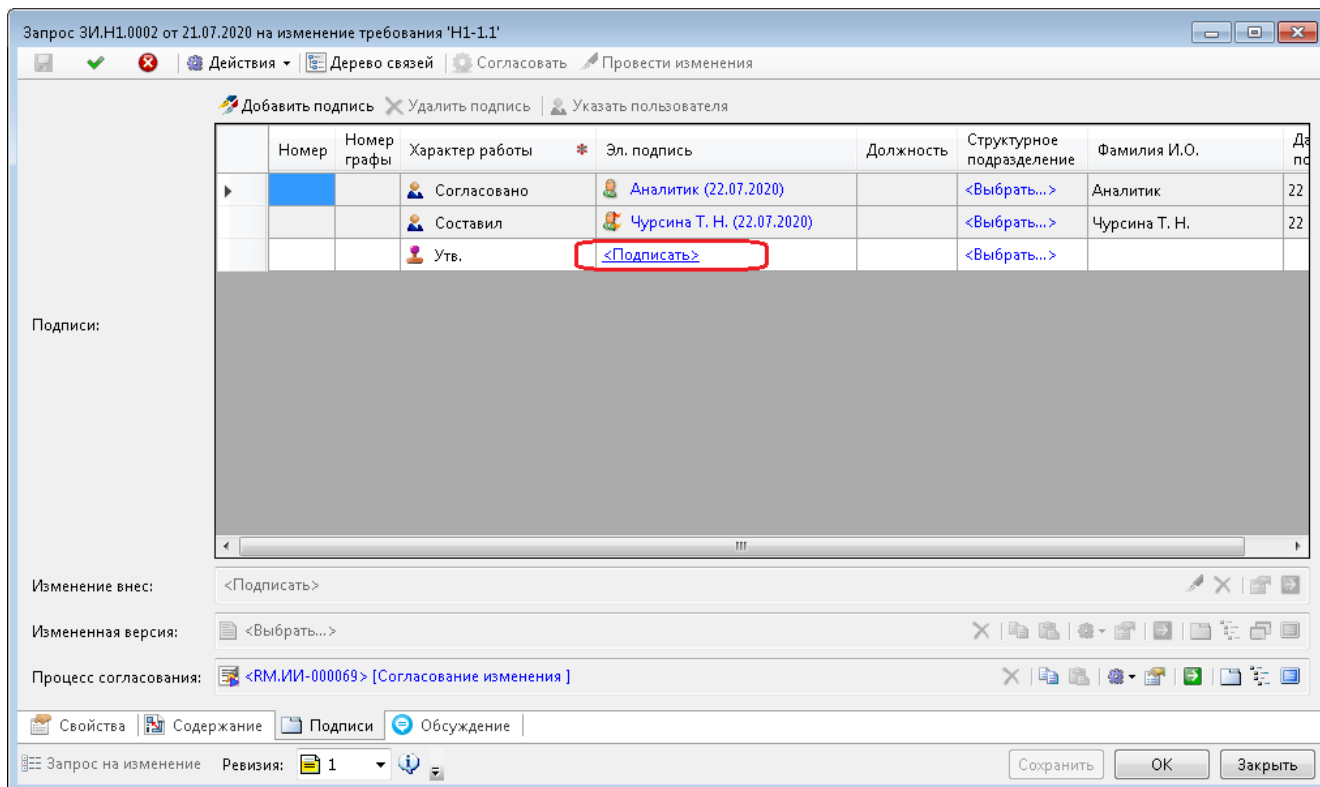 Запрос ЗИ.Н1.0002 от 21.07.2020 на изменение требования 'Н1-1.1'
Действия Дерево связей Согласовать Провести изменения
Добавить подпись Удалить подпись Указать пользователя
Номер Номер графы Характер работы * Эл. подпись Должность Структурное подразделение Фамилия И.О. Да по
Согласовано Аналитик (22.07.2020) <Выбрать...> Аналитик 22
Составил Чурсина Т. Н. (22.07.2020) <Выбрать...> Чурсина Т. Н. 22
Утв. <Подписать> <Выбрать...>
Подписи:
Изменение внес: <Подписать>
Измененная версия: <Выбрать...>
Процесс согласования: <RM.ИИ-000069> [Согласование изменения ]
Свойства Содержание Подписи Обсуждение
Запрос на изменение Ревизия: 1 Сохранить ОК Закрыть